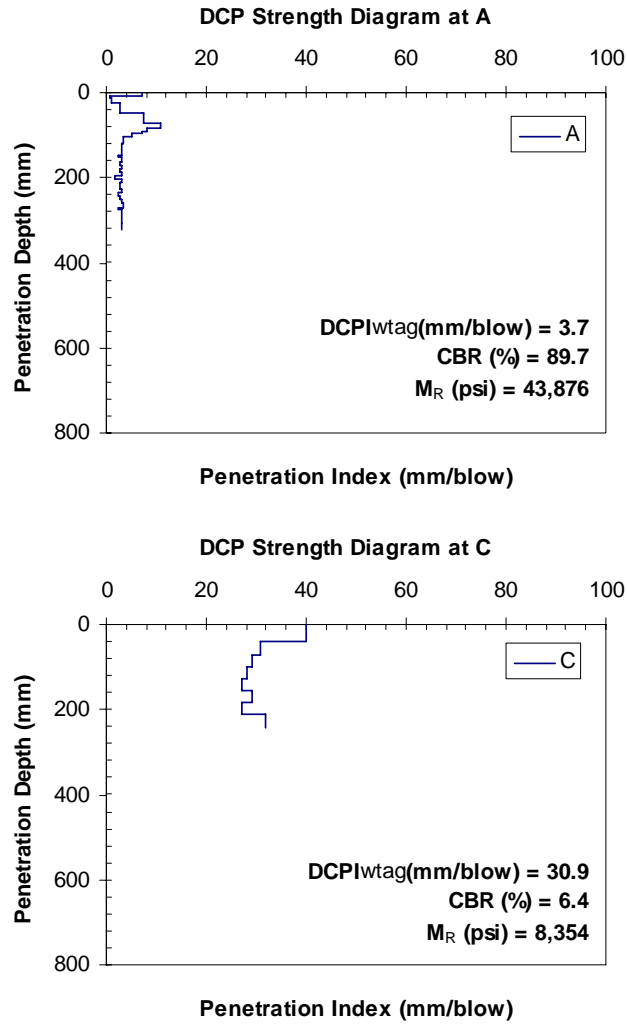 DCP Strength Diagram at A
0 20 40 60 80 100
0
A
200
400
DCPIwtag(mm/blow) = 3.7
CBR (%) = 89.7
600
MR (psi) = 43,876
800
Penetration Depth (mm)
Penetration Index (mm/blow)
DCP Strength Diagram at C
0 20 40 60 80 100
0
C
200
400
600
DCPIwtag(mm/blow) = 30.9
CBR (%) = 6.4
MR (psi) = 8,354
800
Penetration Depth (mm)
Penetration Index (mm/blow)